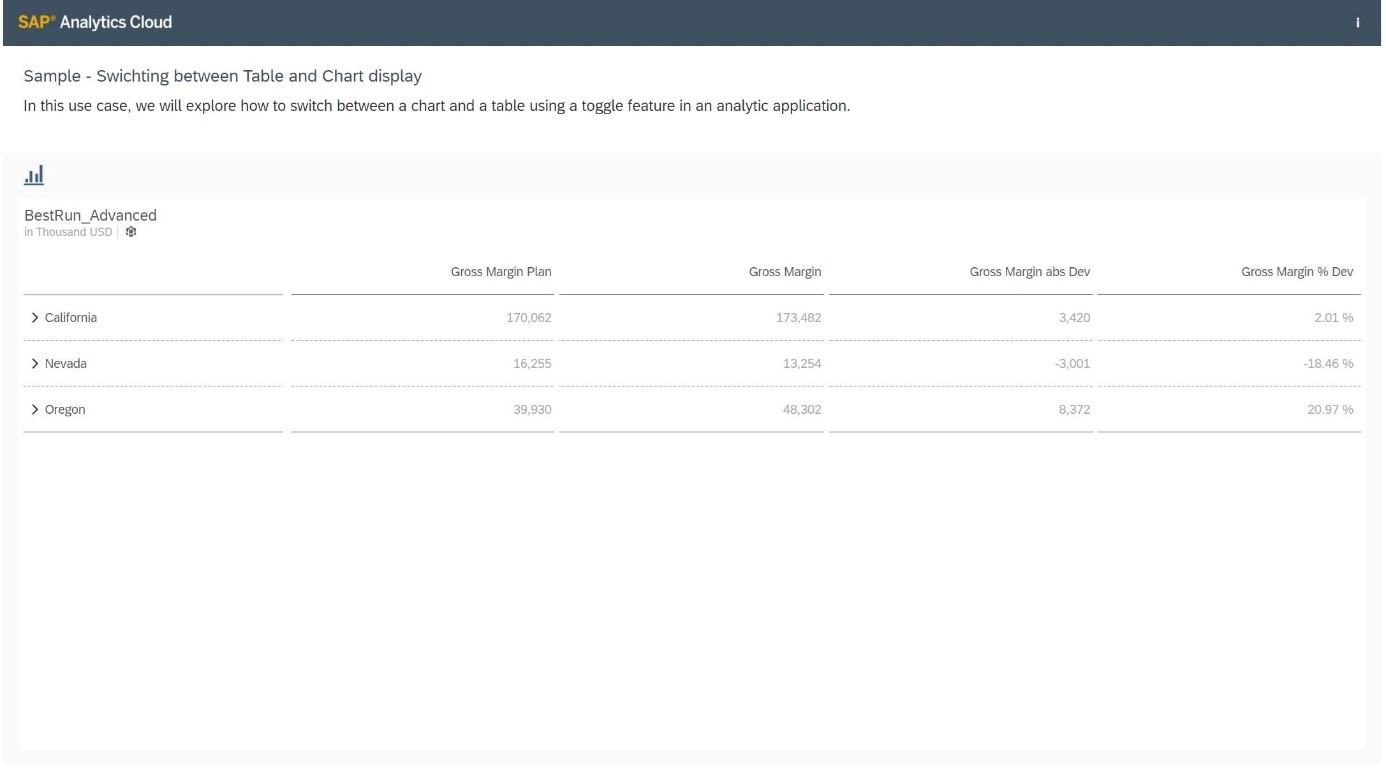 SAP® Analytics Cloud
i
Sample - Swichting between Table and Chart display
In this use case, we will explore how to switch between a chart and a table using a toggle feature in an analytic application.
BestRun_Advanced
in Thousand USD
Gross Margin Plan Gross Margin Gross Margin abs Dev Gross Margin % Dev
California 170,062 173,482 3,420 2.01 %
Nevada 16,255 13,254 -3,001 -18.46 %
Oregon 39,930 48,302 8,372 20.97 %